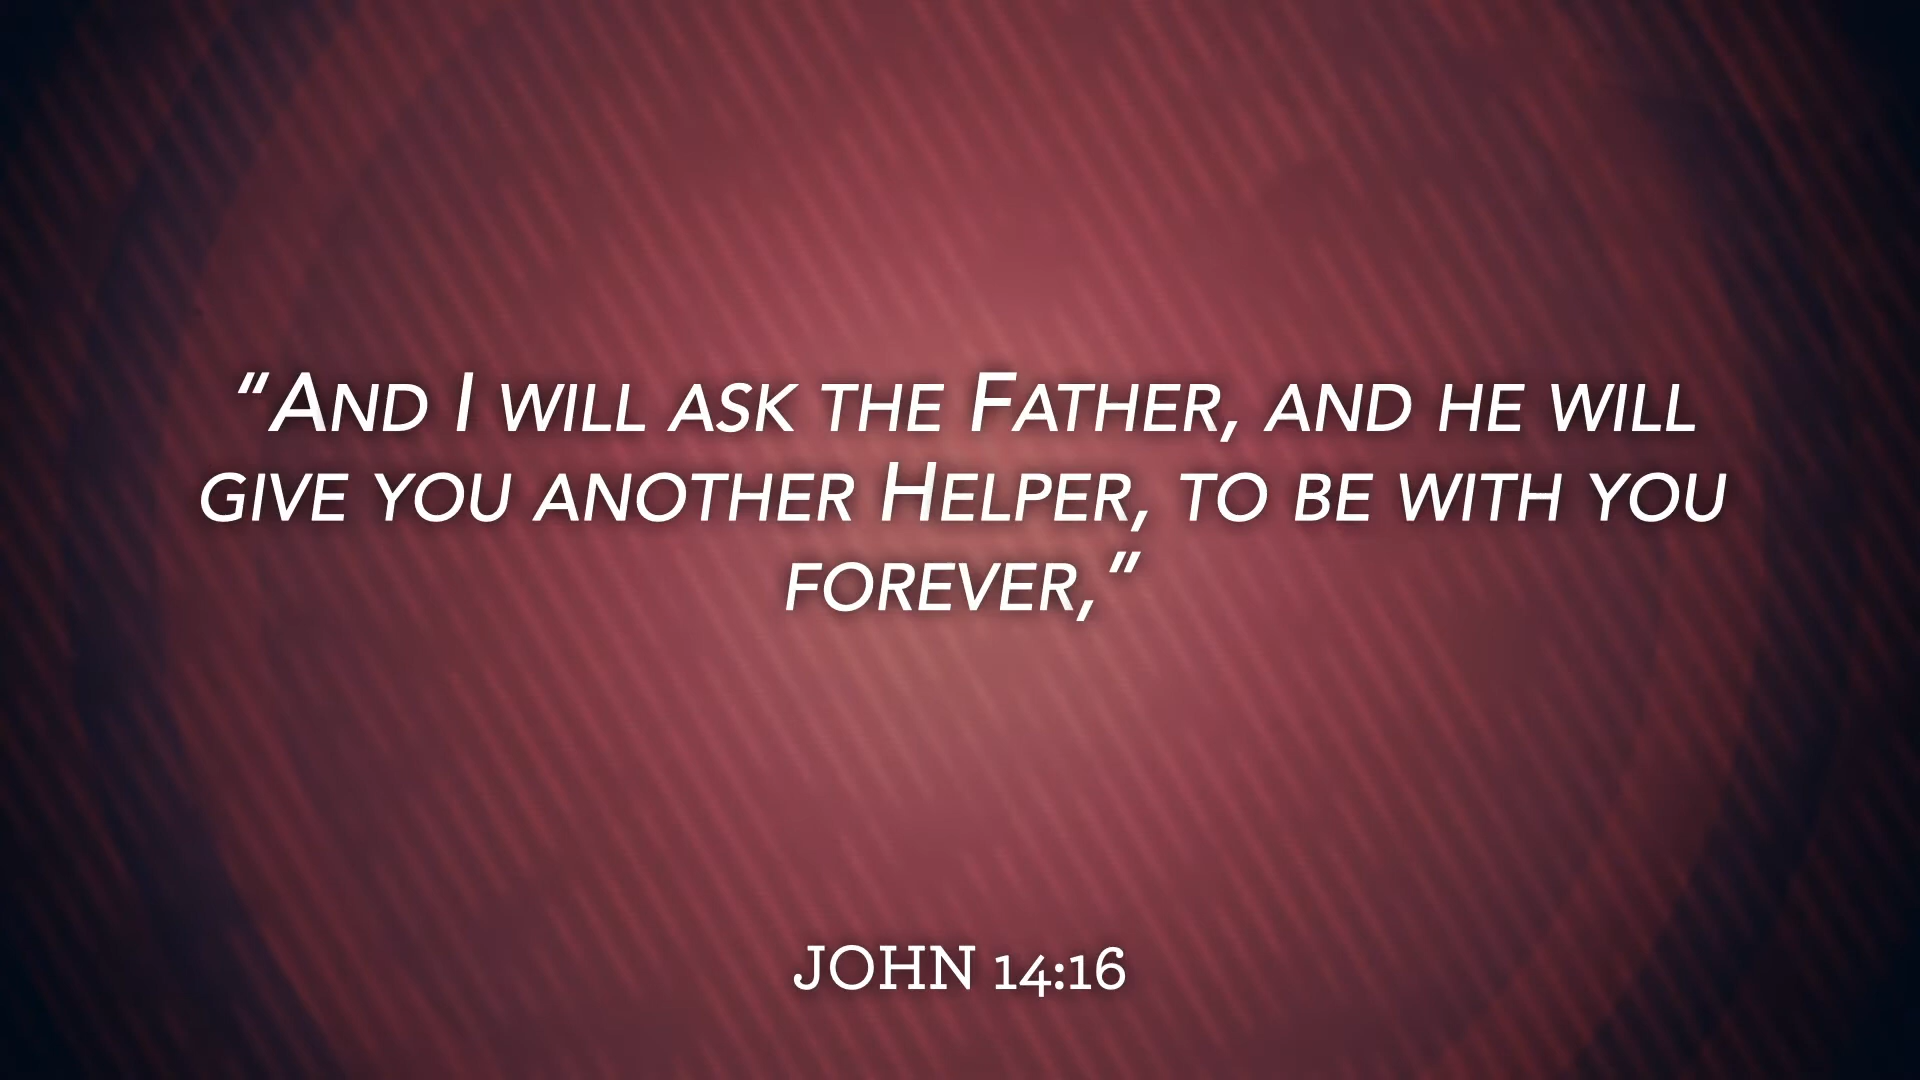 “And I will ask the Father, and he will
give you another Helper, to be with you
forever,”
JOHN 14:16